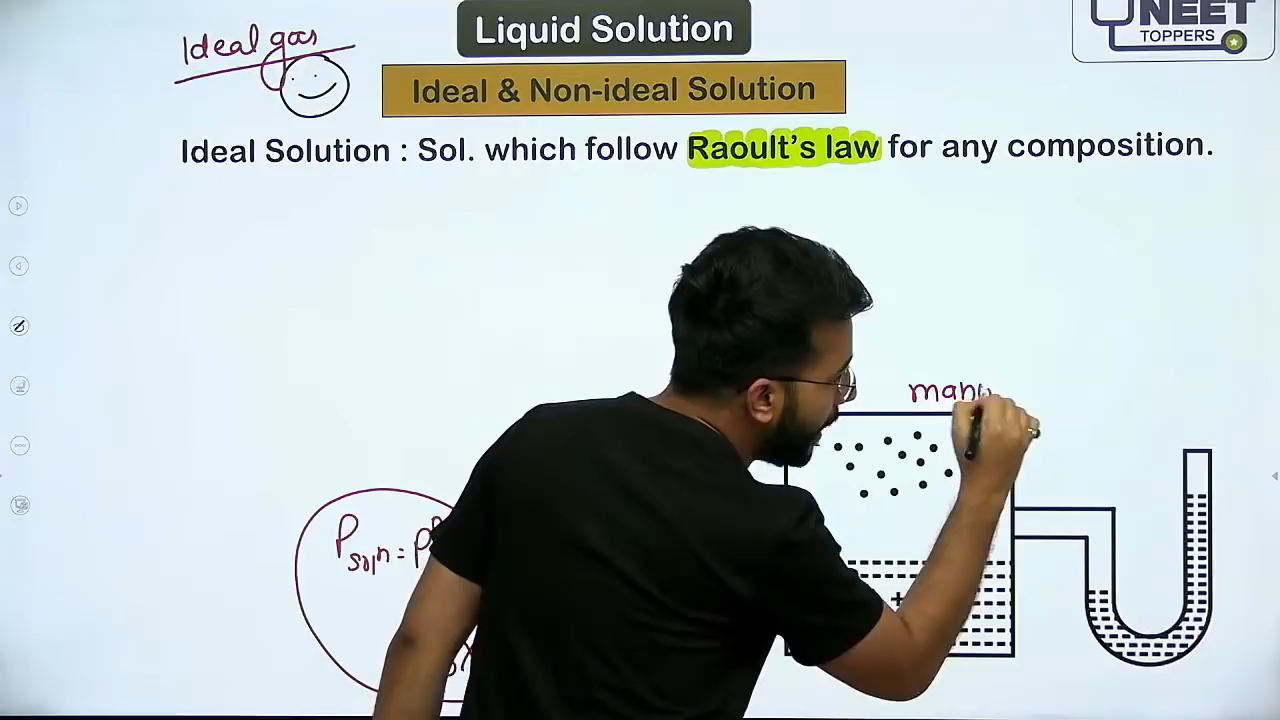 Ideal gas
Liquid Solution
NEET
TOPPERS
Ideal & Non-ideal Solution
Ideal Solution : Sol. which follow Raoult's law for any composition.
P soln = P
+